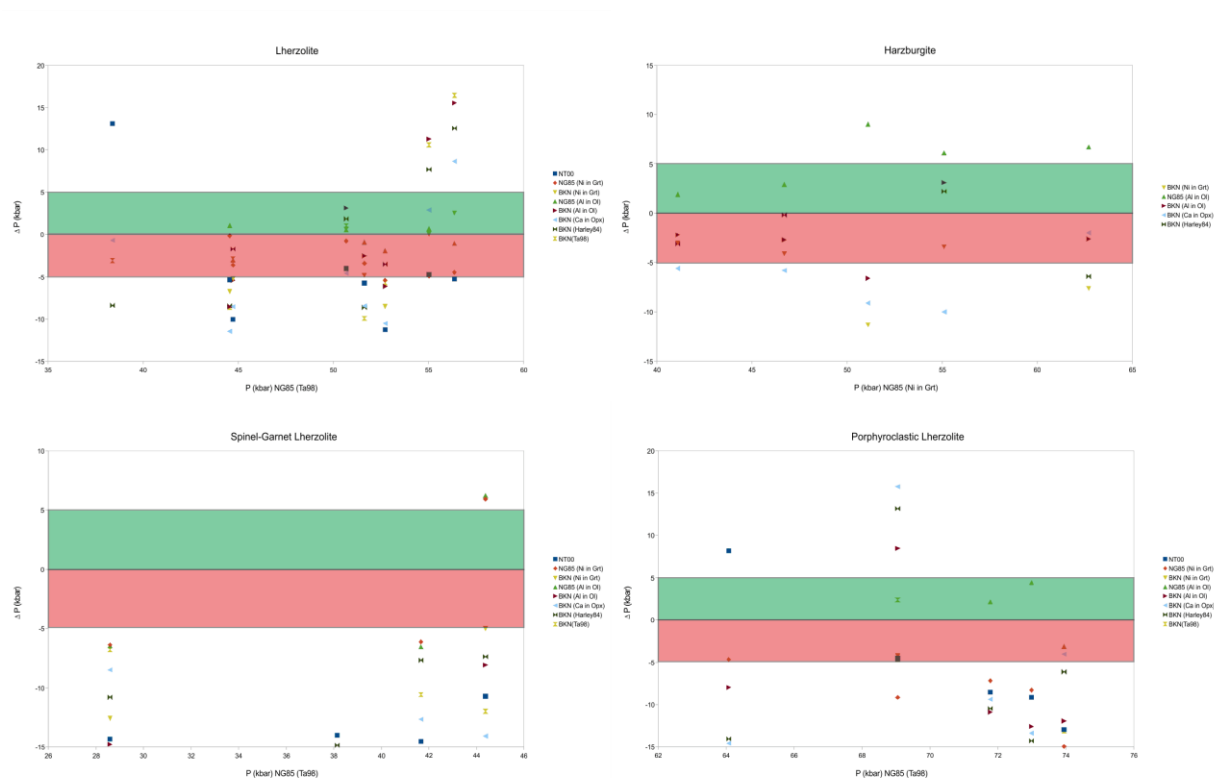 Lherzolite
20
15
10
5
0
-5
-10
-15
35
40
45
50
55
60
Δ P (kbar)
P (kbar) NG85 (Ta98)
NT00
NG85 (Ni in Grt)
BKN (Ni in Grt)
NG85 (Al in Ol)
BKN (Al in Ol)
BKN (Ca in Opx)
BKN (Harley84)
BKN(Ta98)
Harzburgite
15
10
5
0
-5
-10
-15
40
45
50
55
60
65
Δ P (kbar)
P (kbar) NG85 (Ni in Grt)
BKN (Ni in Grt)
NG85 (Al in Ol)
BKN (Al in Ol)
BKN (Ca in Opx)
BKN (Harley84)
Spinel-Garnet Lherzolite
10
5
0
-5
-10
-15
26
28
30
32
34
36
38
40
42
44
46
Δ P (kbar)
P (kbar) NG85 (Ta98)
NT00
NG85 (Ni in Grt)
BKN (Ni in Grt)
NG85 (Al in Ol)
BKN (Al in Ol)
BKN (Ca in Opx)
BKN (Harley84)
BKN(Ta98)
Porphyroclastic Lherzolite
20
15
10
5
0
-5
-10
-15
62
64
66
68
70
72
74
76
Δ P (kbar)
P (kbar) NG85 (Ta98)
NT00
NG85 (Ni in Grt)
BKN (Ni in Grt)
NG85 (Al in Ol)
BKN (Al in Ol)
BKN (Ca in Opx)
BKN (Harley84)
BKN(Ta98)